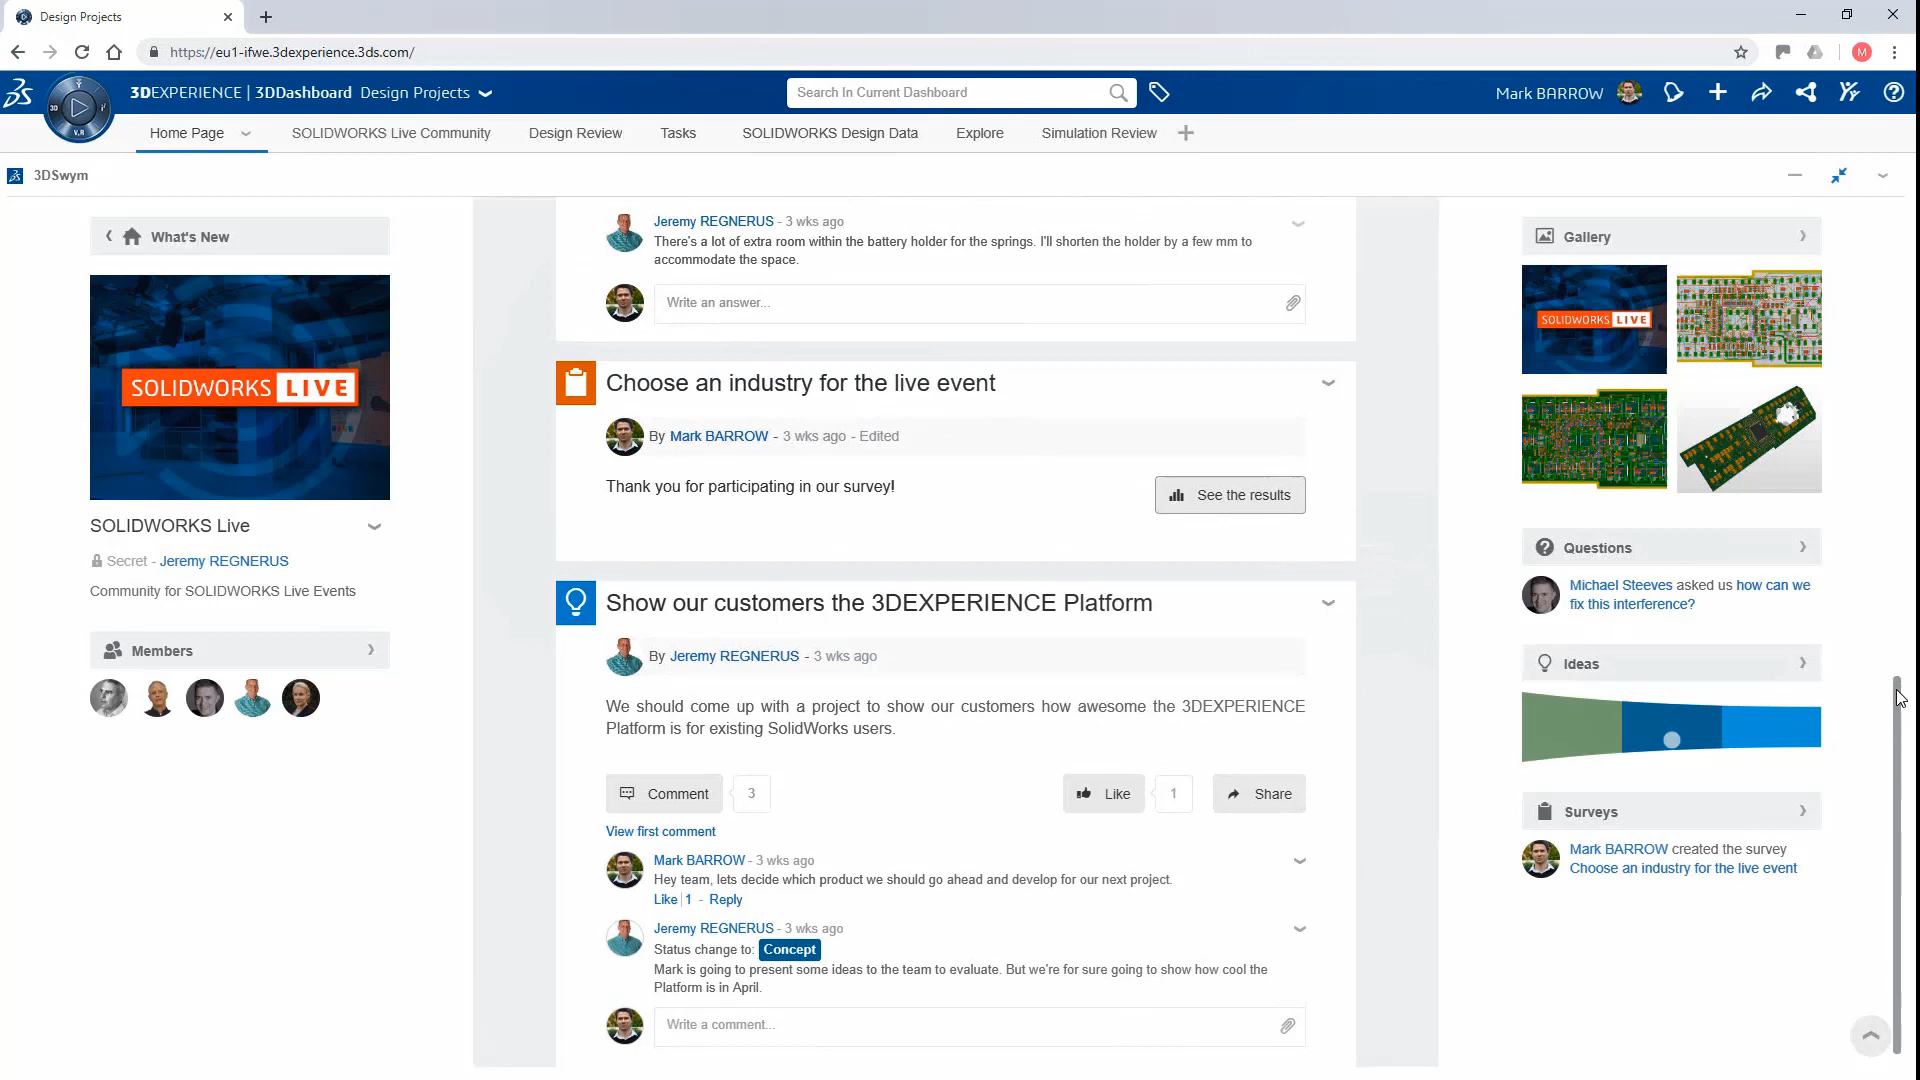 Design Projects
https://eu1-ifwe.3dexperience.3ds.com/
M
3D
V.R
3DEXPERIENCE | 3DDashboard Design Projects
Search In Current Dashboard
Mark BARROW
Home Page
SOLIDWORKS Live Community
Design Review
Tasks
SOLIDWORKS Design Data
Explore
Simulation Review
3DSwym
What's New
SOLIDWORKS LIVE
SOLIDWORKS Live
Secret - Jeremy REGNERUS
Community for SOLIDWORKS Live Events
Members
Jeremy REGNERUS - 3 wks ago
There's a lot of extra room within the battery holder for the springs. I'll shorten the holder by a few mm to
accommodate the space.
Write an answer...
Choose an industry for the live event
By Mark BARROW - 3 wks ago - Edited
Thank you for participating in our survey!
See the results
Show our customers the 3DEXPERIENCE Platform
By Jeremy REGNERUS - 3 wks ago
We should come up with a project to show our customers how awesome the 3DEXPERIENCE
Platform is for existing SolidWorks users.
Comment 3
Like 1
Share
View first comment
Mark BARROW - 3 wks ago
Hey team, lets decide which product we should go ahead and develop for our next project.
Like 1 - Reply
Jeremy REGNERUS - 3 wks ago
Status change to: Concept
Mark is going to present some ideas to the team to evaluate. But we're for sure going to show how cool the
Platform is in April.
Write a comment...
Gallery
SOLIDWORKS LIVE
Questions
Michael Steeves asked us how can we
fix this interference?
Ideas
Surveys
Mark BARROW created the survey
Choose an industry for the live event